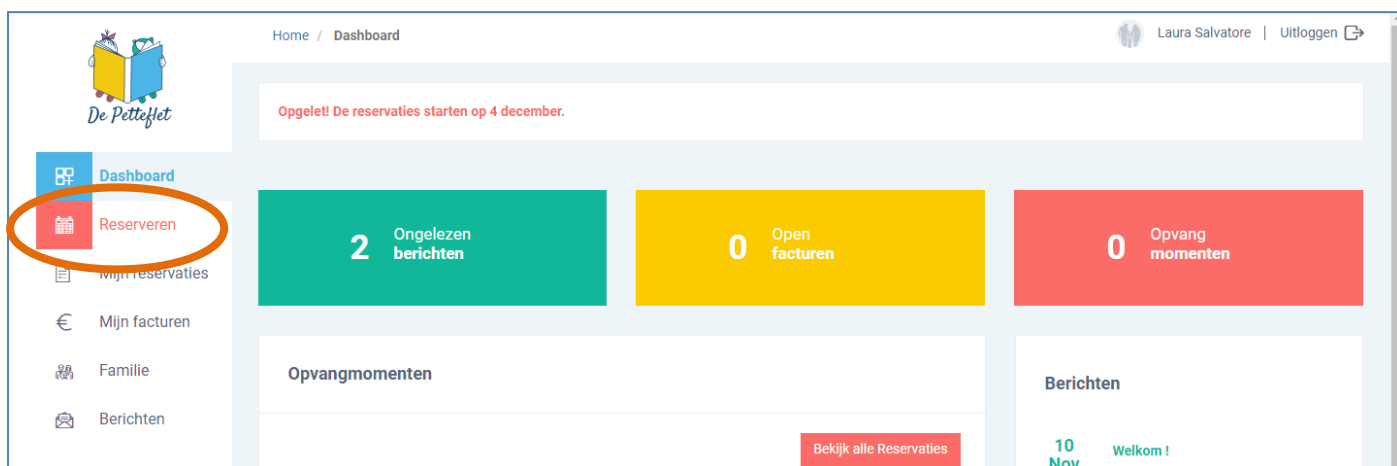 De Petteflet
Home / Dashboard
Laura Salvatore | Uitloggen
Opgelet! De reservaties starten op 4 december.
Dashboard
Reserveren
Mijn reservaties
€ Mijn facturen
Familie
Berichten
2 Ongelezen
berichten
0 Open
facturen
0 Opvang
momenten
Opvangmomenten
Bekijk alle Reservaties
Berichten
10 Welkom !
Nov